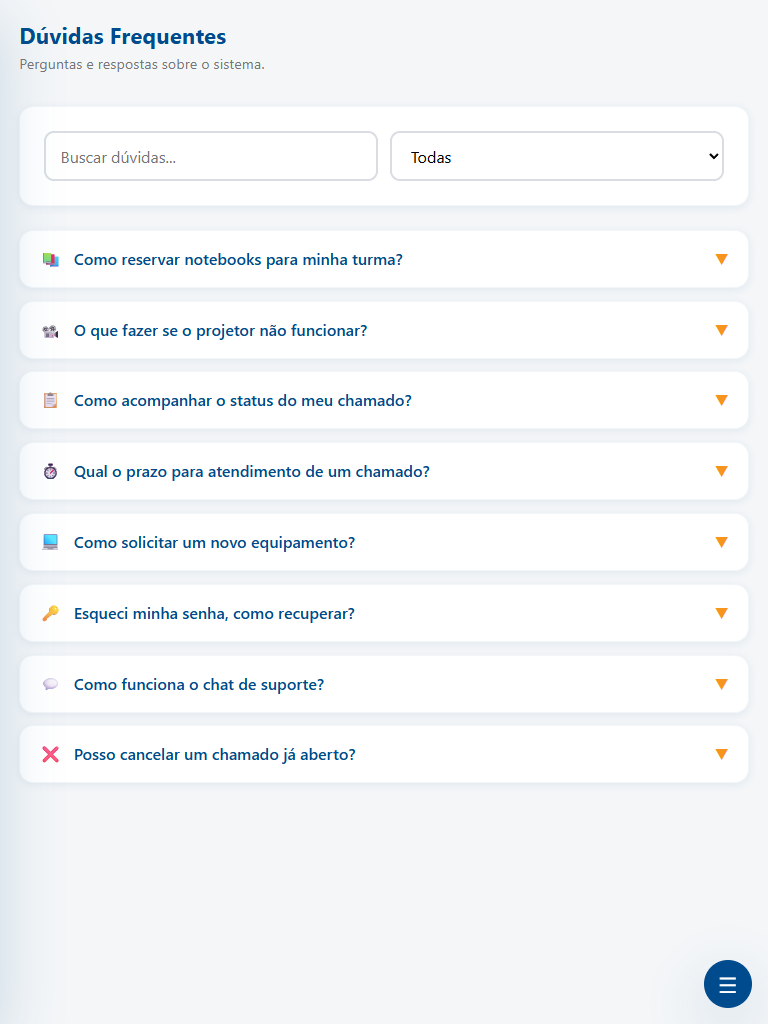 Dúvidas Frequentes
Perguntas e respostas sobre o sistema.
Buscar dúvidas...
Todas
Como reservar notebooks para minha turma?
O que fazer se o projetor não funcionar?
Como acompanhar o status do meu chamado?
Qual o prazo para atendimento de um chamado?
Como solicitar um novo equipamento?
Esqueci minha senha, como recuperar?
Como funciona o chat de suporte?
Posso cancelar um chamado já aberto?